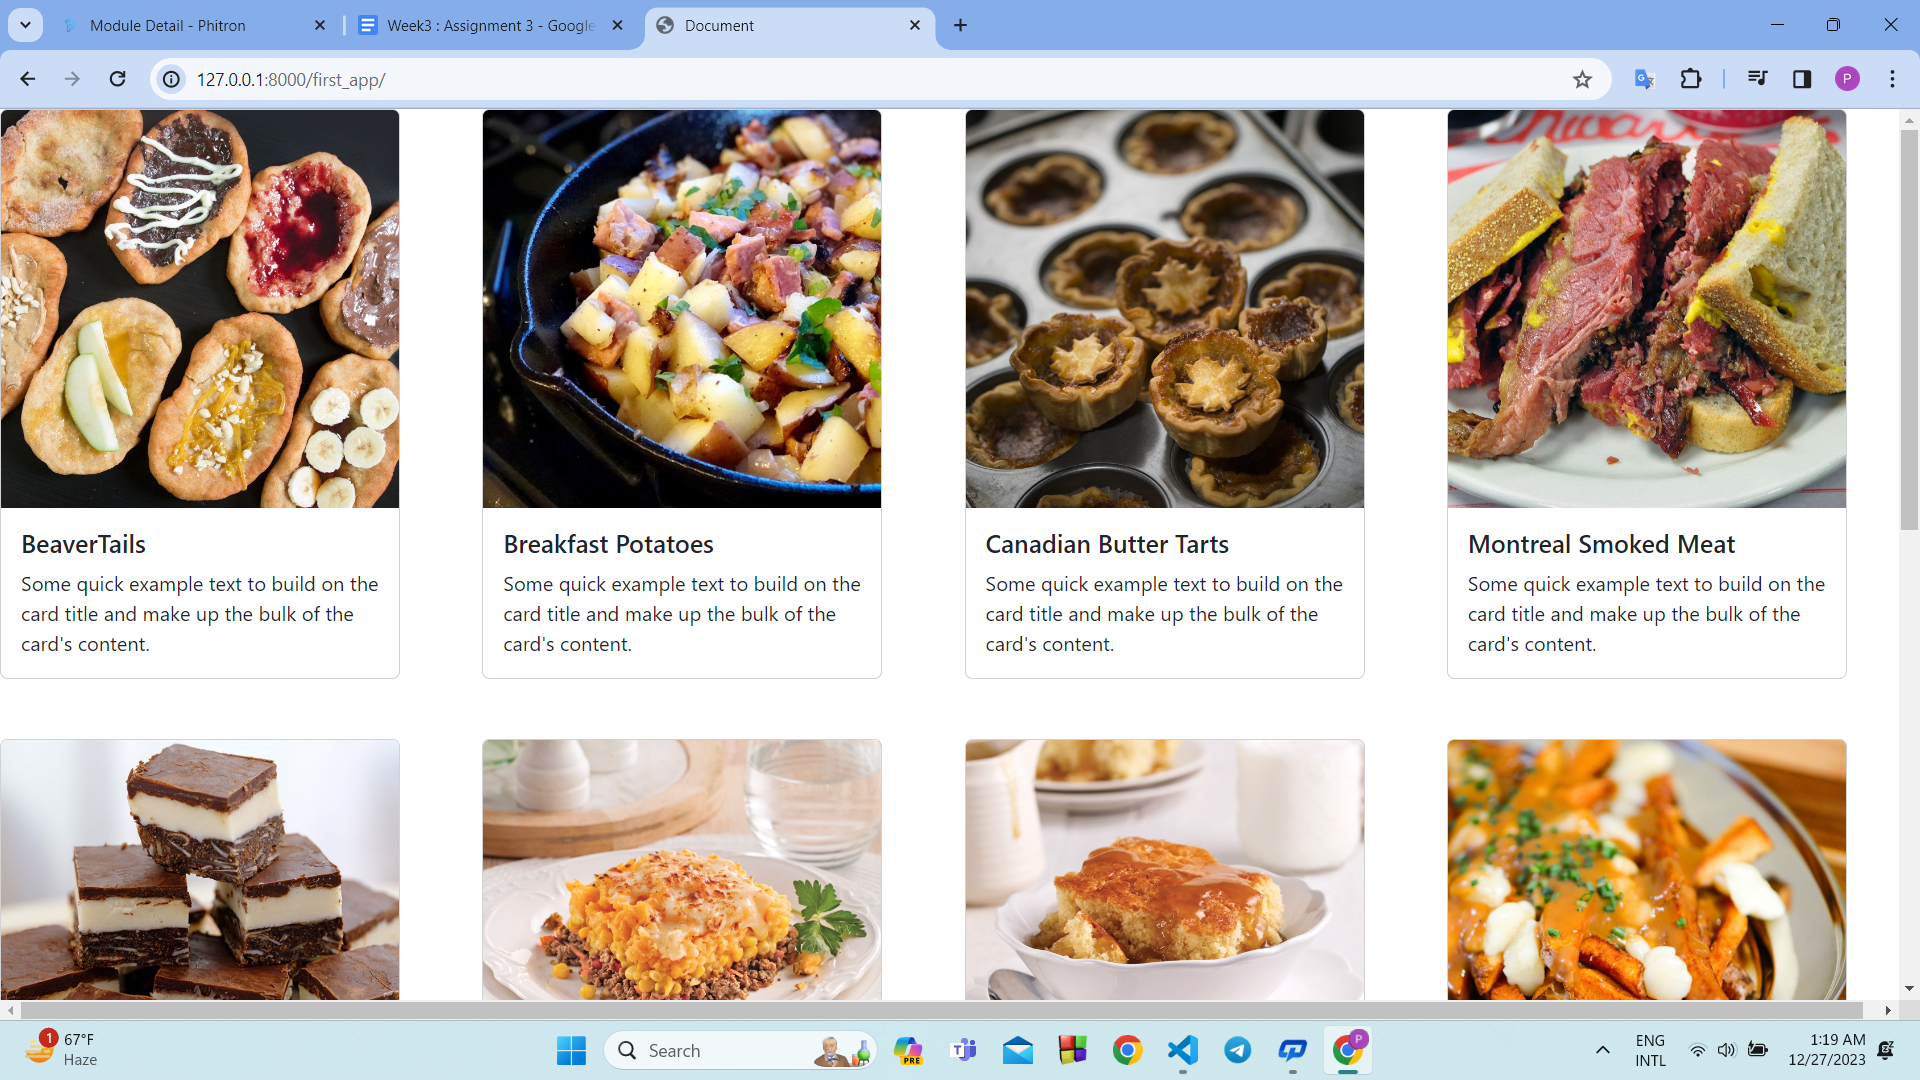 Module Detail - Phitron
Week3 : Assignment 3 - Google
Document
127.0.0.1:8000/first_app/
P
BeaverTails
Some quick example text to build on the
card title and make up the bulk of the
card's content.
Breakfast Potatoes
Some quick example text to build on the
card title and make up the bulk of the
card's content.
Canadian Butter Tarts
Some quick example text to build on the
card title and make up the bulk of the
card's content.
Montreal Smoked Meat
Some quick example text to build on the
card title and make up the bulk of the
card's content.
1
67°F
Haze
Search
PRE
P
ENG
INTL
1:19 AM
12/27/2023